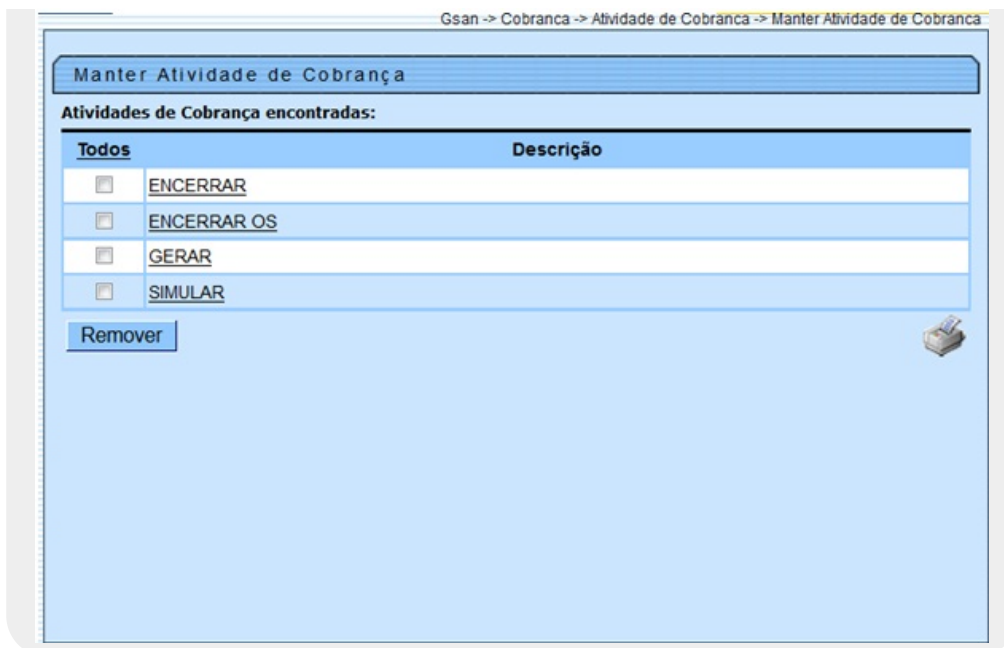 Gsan -> Cobranca -> Atividade de Cobranca -> Manter Atividade de Cobranca
Manter Atividade de Cobrança
Atividades de Cobrança encontradas:
Todos Descrição
ENCERRAR
ENCERRAR OS
GERAR
SIMULAR
Remover